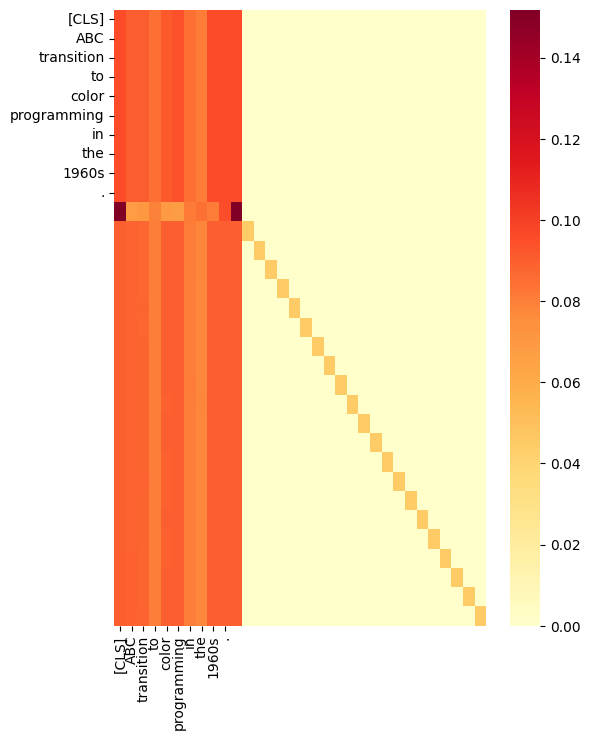 [CLS]
ABC
transition
to
color
programming
in
the
1960s
.
0.14
0.12
0.10
0.08
0.06
0.04
0.02
0.00
[CLS]
ABC
transition
to
color
programming
in
the
1960s
.